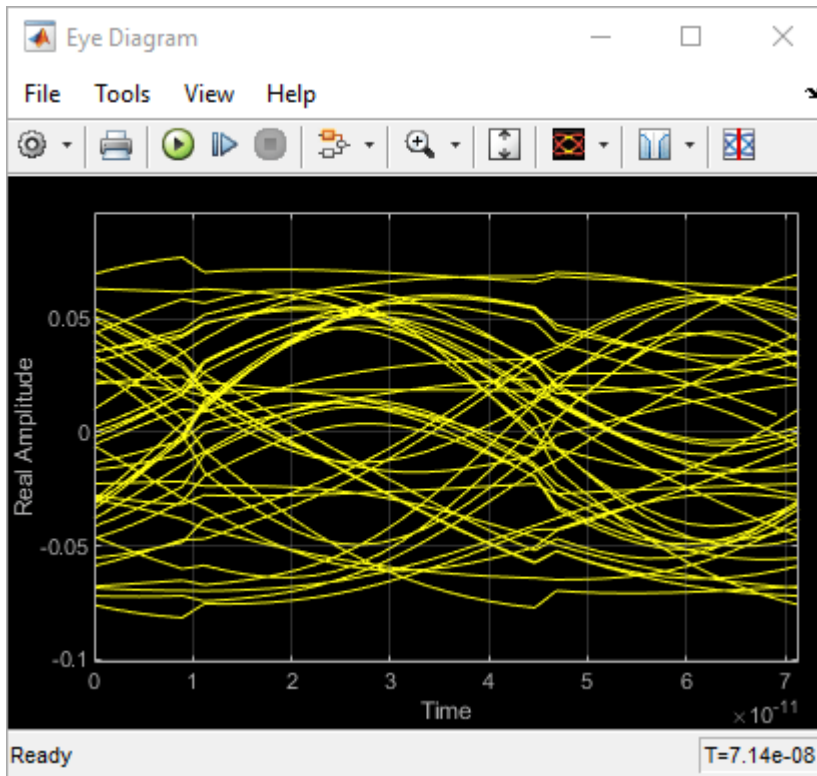 Eye Diagram
File Tools View Help
0.05
0
-0.05
-0.1
Real Amplitude
0 1 2 3 4 5 6 7
Time
×10-11
Ready T=7.14e-08